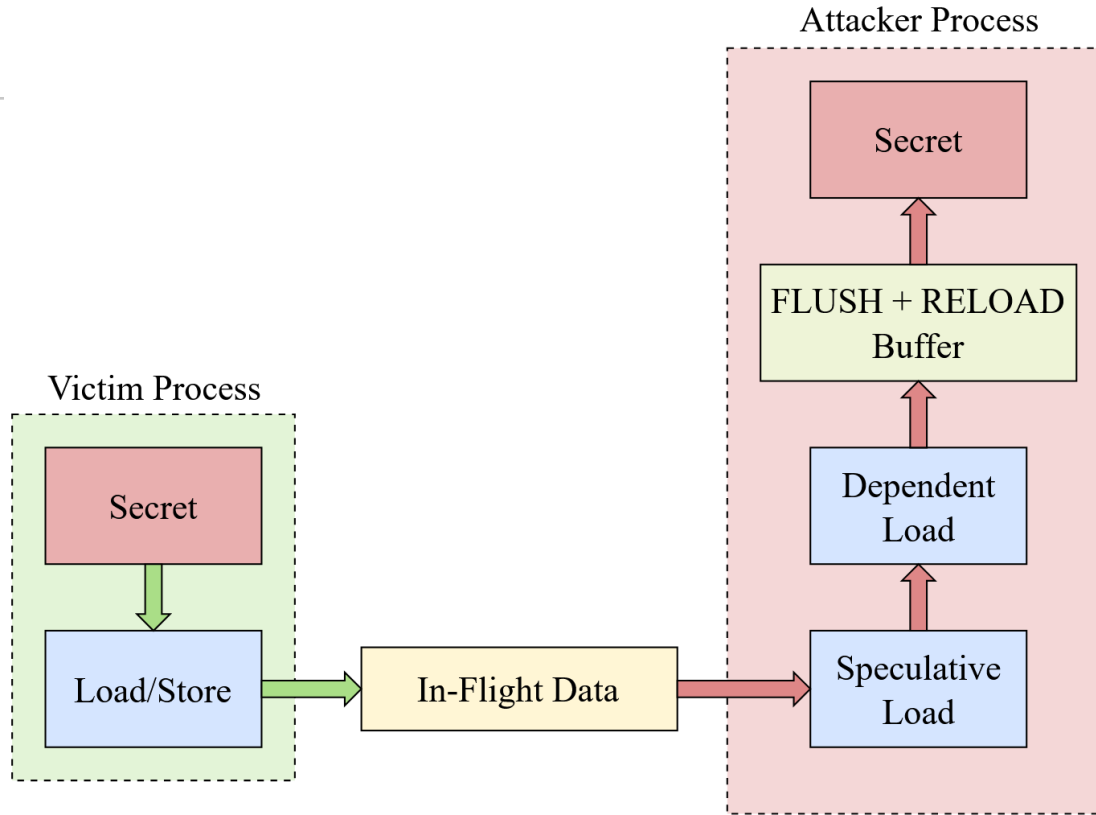 Attacker Process
Secret
FLUSH + RELOAD
Buffer
Victim Process
Secret
Dependent
Load
Load/Store
In-Flight Data
Speculative
Load